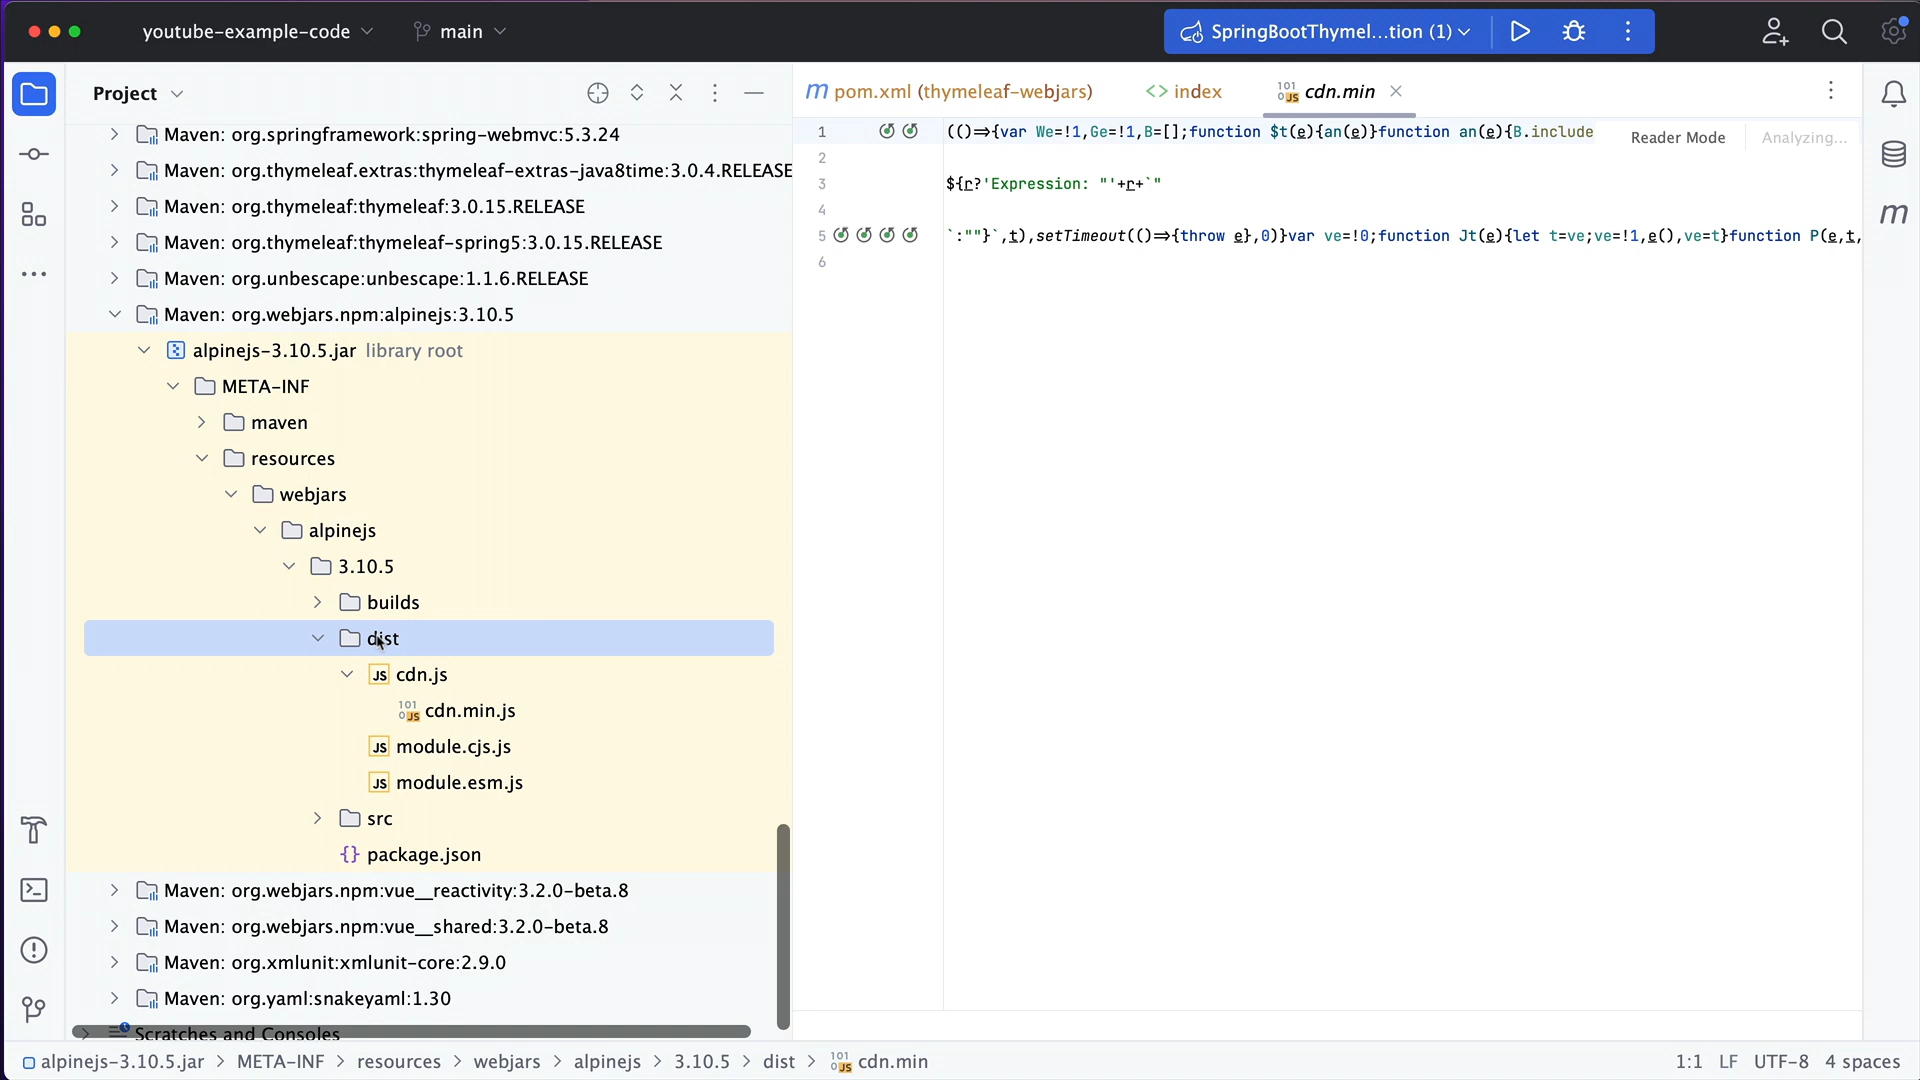 youtube-example-code
main
SpringBootThymel...tion (1)
Project
pom.xml (thymeleaf-webjars)
<> index
cdn.min
Maven: org.springframework:spring-webmvc:5.3.24
Maven: org.thymeleaf.extras:thymeleaf-extras-java8time:3.0.4.RELEASE
Maven: org.thymeleaf:thymeleaf:3.0.15.RELEASE
Maven: org.thymeleaf:thymeleaf-spring5:3.0.15.RELEASE
Maven: org.unbescape:unbescape:1.1.6.RELEASE
Maven: org.webjars.npm:alpinejs:3.10.5
alpinejs-3.10.5.jar library root
META-INF
maven
resources
webjars
alpinejs
3.10.5
builds
dist
cdn.js
cdn.min.js
module.cjs.js
module.esm.js
src
package.json
Maven: org.webjars.npm:vue__reactivity:3.2.0-beta.8
Maven: org.webjars.npm:vue__shared:3.2.0-beta.8
Maven: org.xmlunit:xmlunit-core:2.9.0
Maven: org.yaml:snakeyaml:1.30
Scratches and Consoles
1 (()=>{var We=!1,Ge=!1,B=[];function $t(e){an(e)}function an(e){B.include
Reader Mode
Analyzing...
2
3 ${r?'Expression: "'+r+`"
4
5 `:""}`,t),setTimeout(()=>{throw e},0)}var ve=!0;function Jt(e){let t=ve;ve=!1,e(),ve=t}function P(e,t,
6
alpinejs-3.10.5.jar > META-INF > resources > webjars > alpinejs > 3.10.5 > dist > cdn.min
1:1 LF UTF-8 4 spaces